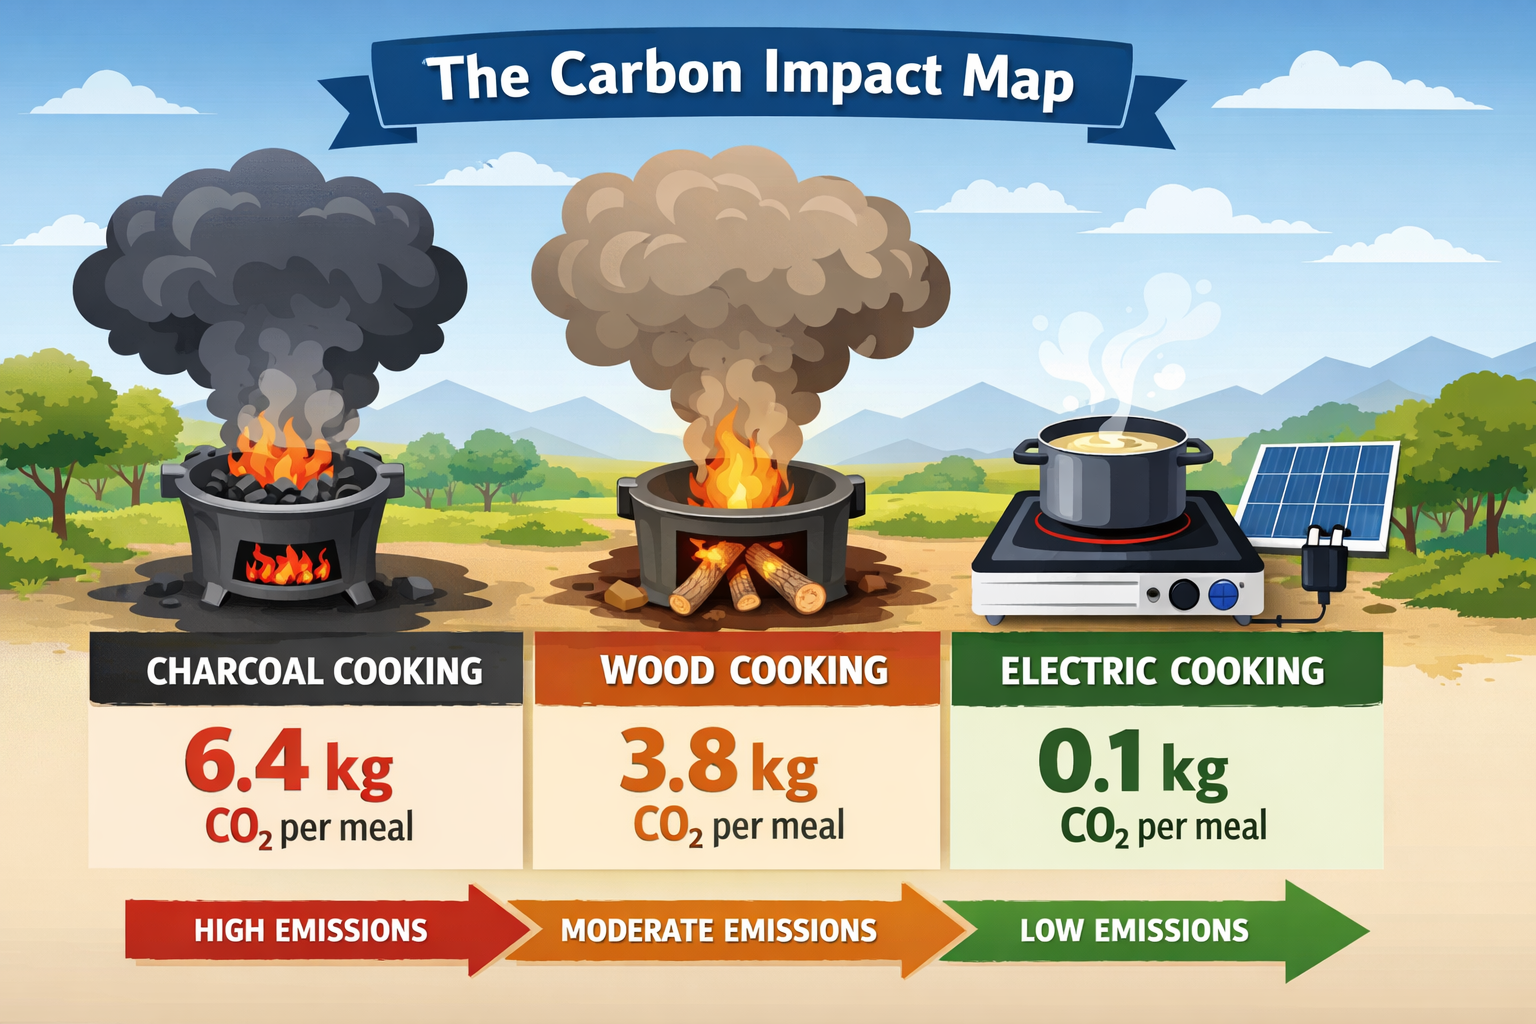 The Carbon Impact Map
CHARCOAL COOKING
6.4 kg
CO₂ per meal
WOOD COOKING
3.8 kg
CO₂ per meal
ELECTRIC COOKING
0.1 kg
CO₂ per meal
HIGH EMISSIONS
MODERATE EMISSIONS
LOW EMISSIONS